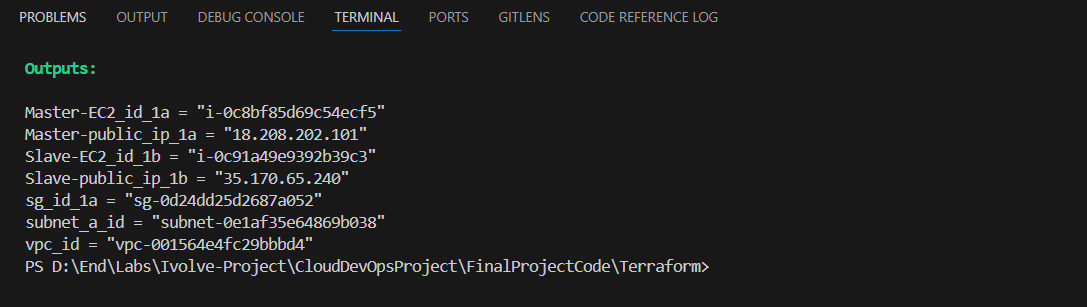 PROBLEMS OUTPUT DEBUG CONSOLE TERMINAL PORTS GITLENS CODE REFERENCE LOG
Outputs:
Master-EC2_id_1a = "i-0c8bf85d69c54ecf5"
Master-public_ip_1a = "18.208.202.101"
Slave-EC2_id_1b = "i-0c91a49e9392b39c3"
Slave-public_ip_1b = "35.170.65.240"
sg_id_1a = "sg-0d24dd25d2687a052"
subnet_a_id = "subnet-0e1af35e64869b038"
vpc_id = "vpc-001564e4fc29bbbd4"
PS D:\End\Labs\Ivolve-Project\CloudDevOpsProject\FinalProjectCode\Terraform>